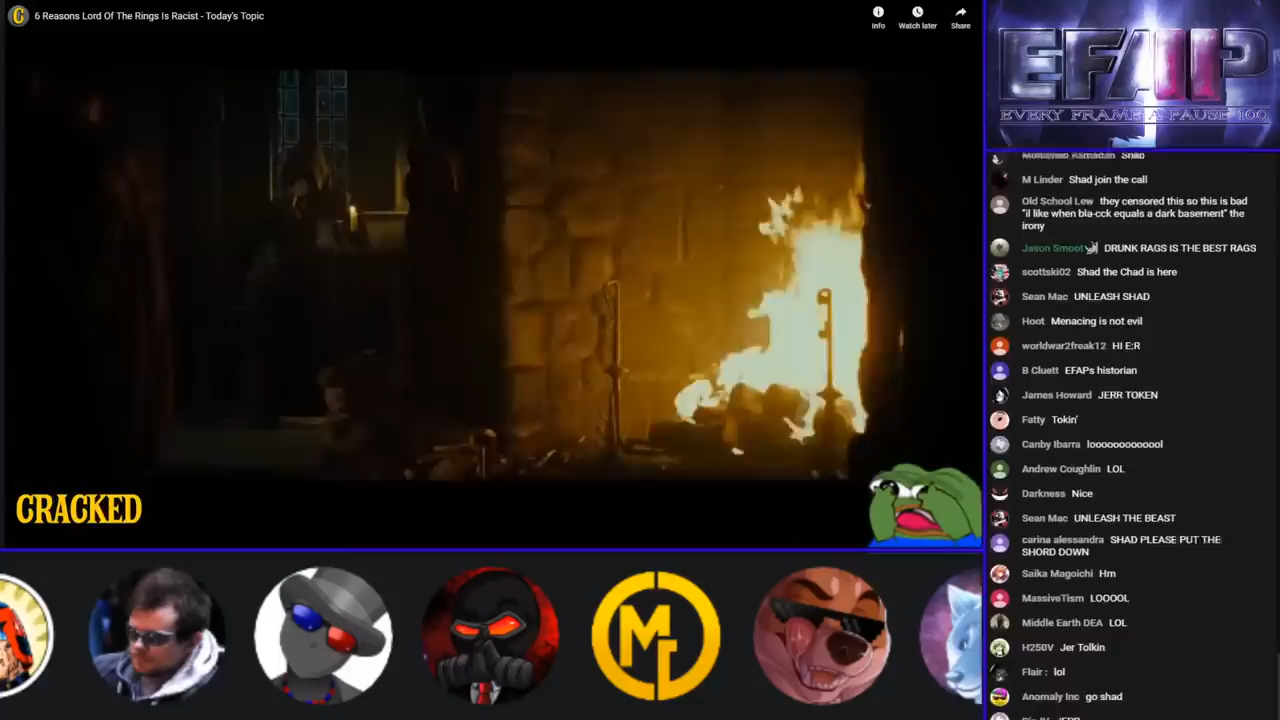 6 Reasons Lord Of The Rings Is Racist - Today's Topic
Info
Watch later
Share
EFAP
EVERY FRAME A PAUSE 100
M Linder Shad join the call
Old School Lew they censored this so this is bad
"il like when bla-cck equals a dark basement" the
irony
Jason Smoot DRUNK RAGS IS THE BEST RAGS
scottski02 Shad the Chad is here
Sean Mac UNLEASH SHAD
Hoot Menacing is not evil
worldwar2freak12 HI E:R
B Cluett EFAPs historian
James Howard JERR TOKEN
Fatty Tokin'
Canby Ibarra looooooooooool
Andrew Coughlin LOL
Darkness Nice
Sean Mac UNLEASH THE BEAST
carina alessandra SHAD PLEASE PUT THE
SHORD DOWN
Saika Magoichi Hm
MassiveTism LOOOOL
Middle Earth DEA LOL
H250V Jer Tolkin
Flair : lol
Anomaly Inc go shad
CRACKED